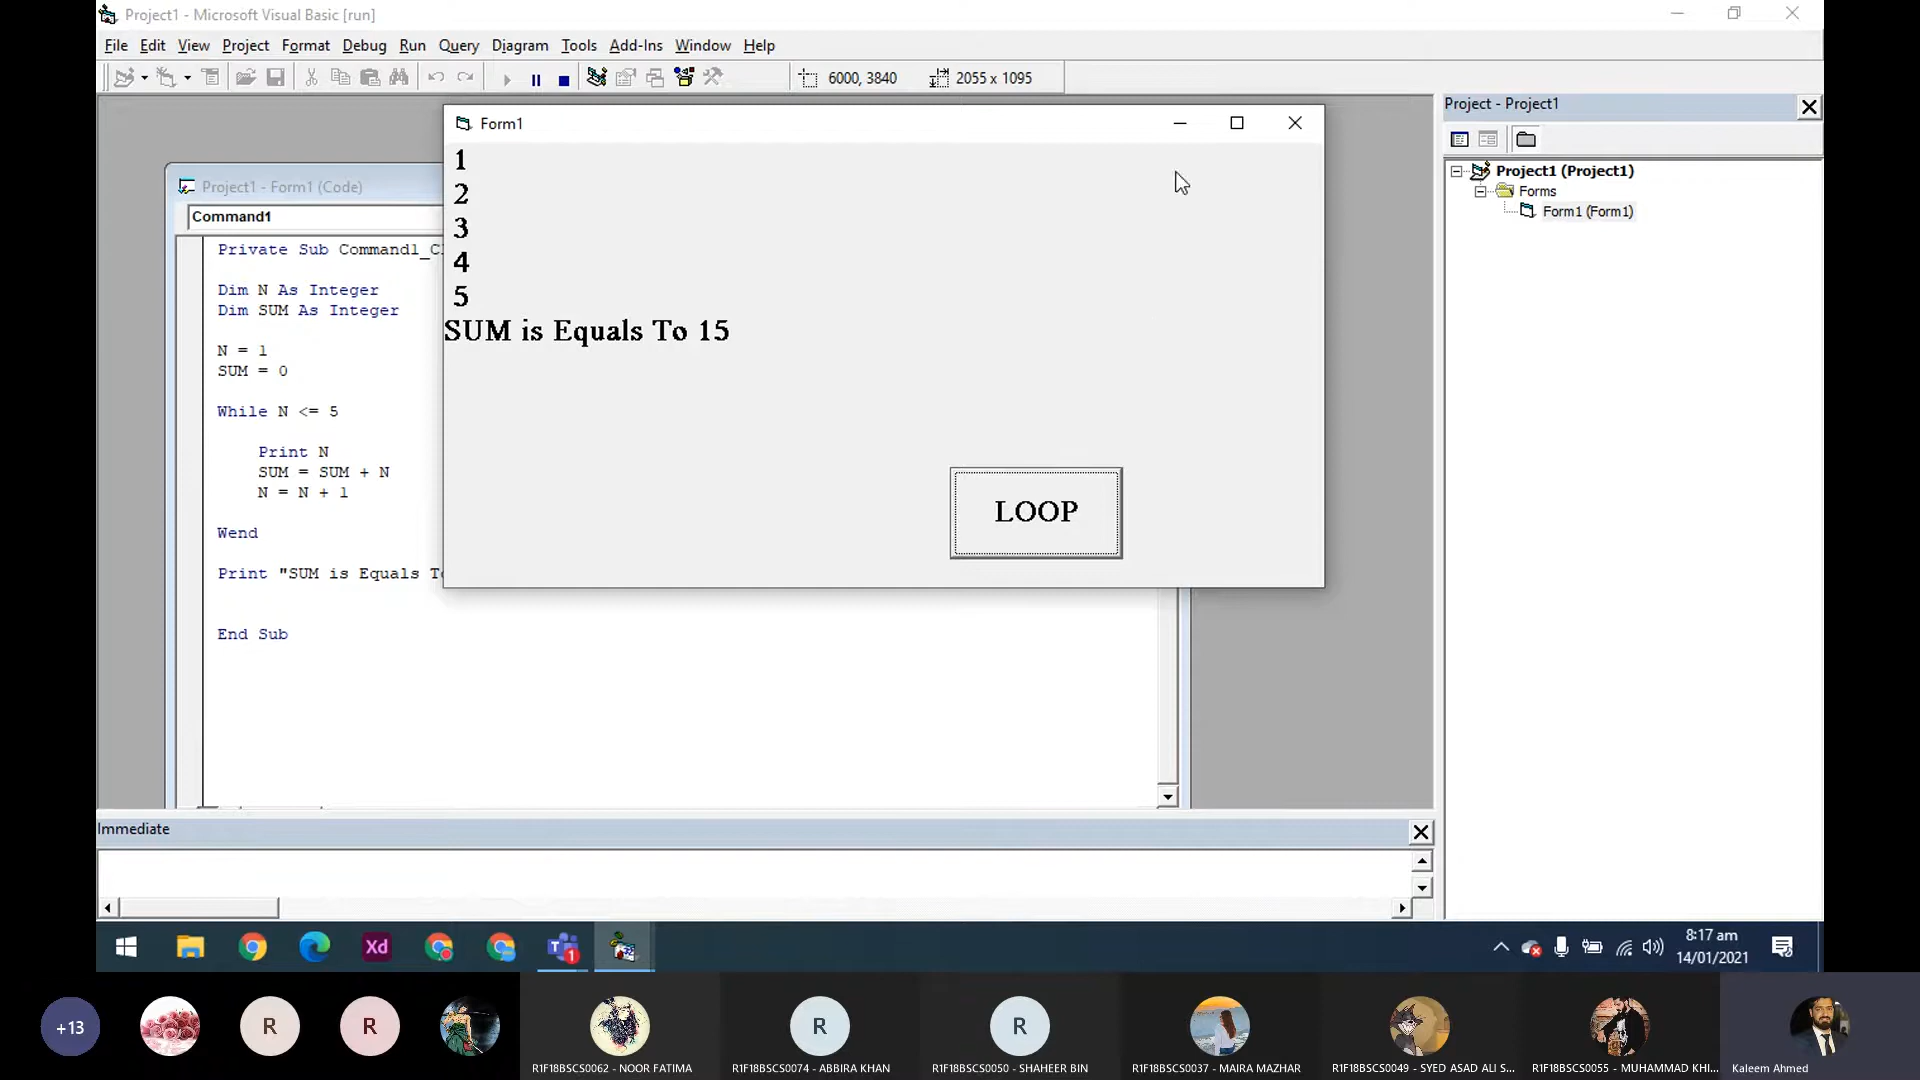 Project1 - Microsoft Visual Basic [run]
File Edit View Project Format Debug Run Query Diagram Tools Add-Ins Window Help
6000, 3840 2055 x 1095
Project - Project1
Project1 (Project1)
Forms
Form1 (Form1)
Form1
1
2
3
4
5
SUM is Equals To 15
LOOP
Project1 - Form1 (Code)
Command1
Private Sub Command1_C
Dim N As Integer
Dim SUM As Integer
N = 1
SUM = 0
While N <= 5
Print N
SUM = SUM + N
N = N + 1
Wend
Print "SUM is Equals To
End Sub
Immediate
Xd
1
8:17 am
14/01/2021
+13
R
R
R
R
R1F18BSCS0062 - NOOR FATIMA
R1F18BSCS0074 - ABBIRA KHAN
R1F18BSCS0050 - SHAHEER BIN
R1F18BSCS0037 - MAIRA MAZHAR
R1F18BSCS0049 - SYED ASAD ALI S...
R1F18BSCS0055 - MUHAMMAD KHI...
Kaleem Ahmed